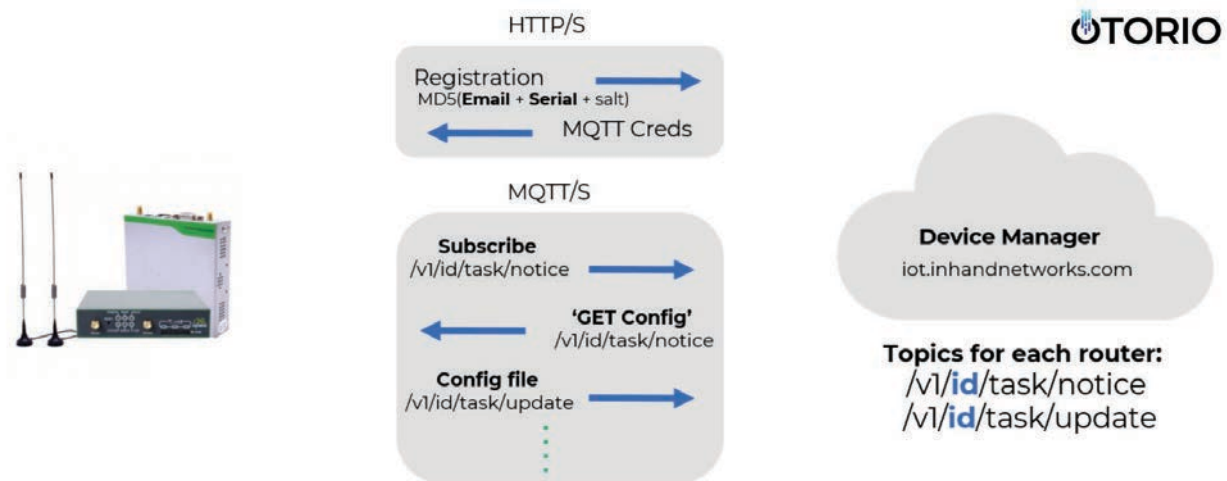 HTTP/S
OTORIO
Registration
MD5(Email + Serial + salt)
MQTT Creds
MQTT/S
Subscribe
/v1/id/task/notice
'GET Config'
/v1/id/task/notice
Config file
/v1/id/task/update
Device Manager
iot.inhandnetworks.com
Topics for each router:
/v1/id/task/notice
/v1/id/task/update